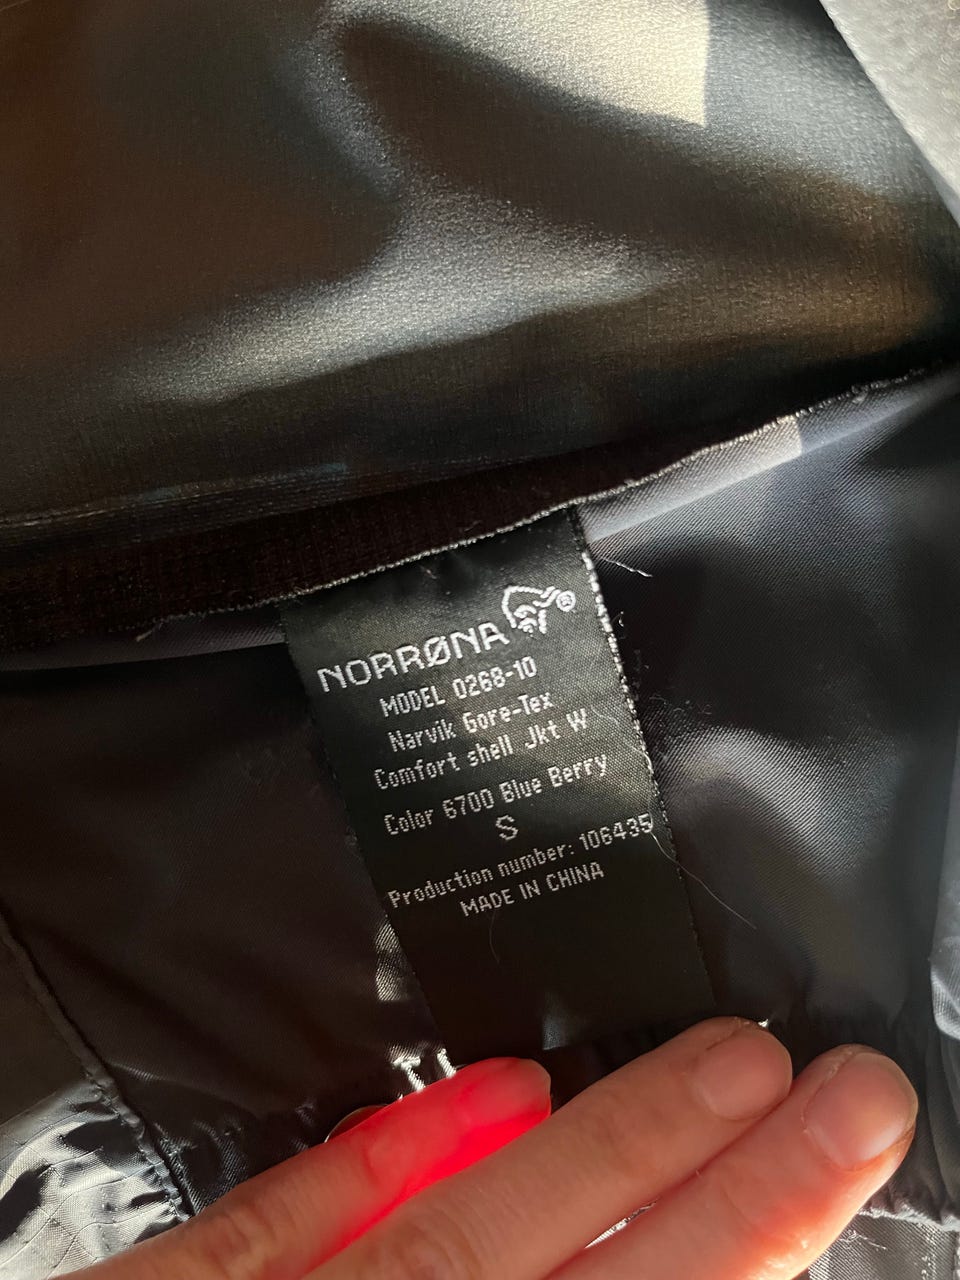 NORRØNA®
MODEL 0268-10
Narvik Gore-Tex
Comfort shell Jkt W
Color 6700 Blue Berry
S
Production number: 106435
MADE IN CHINA